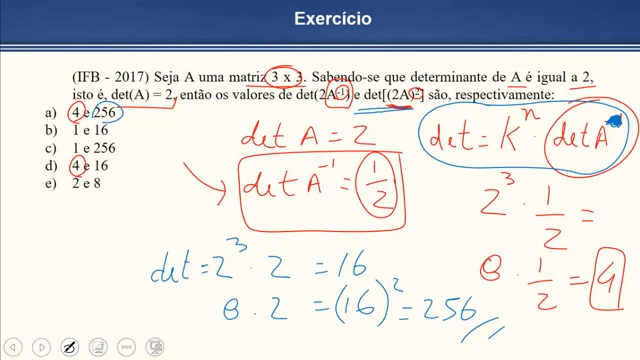 Exercício
(IFB - 2017) Seja A uma matriz 3 x 3. Sabendo-se que determinante de A é igual a 2,
isto é, det(A) = 2, então os valores de det(2A⁻¹) e det[(2A)²] são, respectivamente:
a) 4 e 256
b) 1 e 16
c) 1 e 256
d) 4 e 16
e) 2 e 8
det A = 2
det A⁻¹ = 1/2
det = Kⁿ · det A
2³ · 1/2 =
8 · 1/2 = 4
det = 2³ · 2 = 16
8 · 2 = (16)² = 256